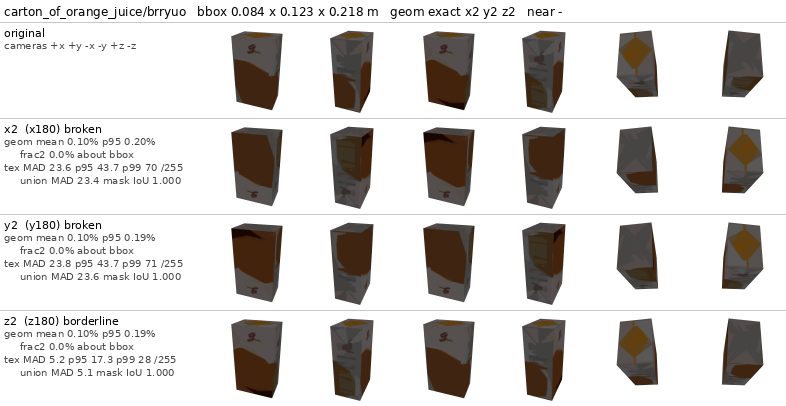 carton_of_orange_juice/brryuo bbox 0.084 x 0.123 x 0.218 m geom exact x2 y2 z2 near -
original
cameras +x +y -x -y +z -z
x2 (x180) broken
geom mean 0.10% p95 0.20%
frac2 0.0% about bbox
tex MAD 23.6 p95 43.7 p99 70 /255
union MAD 23.4 mask IoU 1.000
y2 (y180) broken
geom mean 0.10% p95 0.19%
frac2 0.0% about bbox
tex MAD 23.8 p95 43.7 p99 71 /255
union MAD 23.6 mask IoU 1.000
z2 (z180) borderline
geom mean 0.10% p95 0.19%
frac2 0.0% about bbox
tex MAD 5.2 p95 17.3 p99 28 /255
union MAD 5.1 mask IoU 1.000